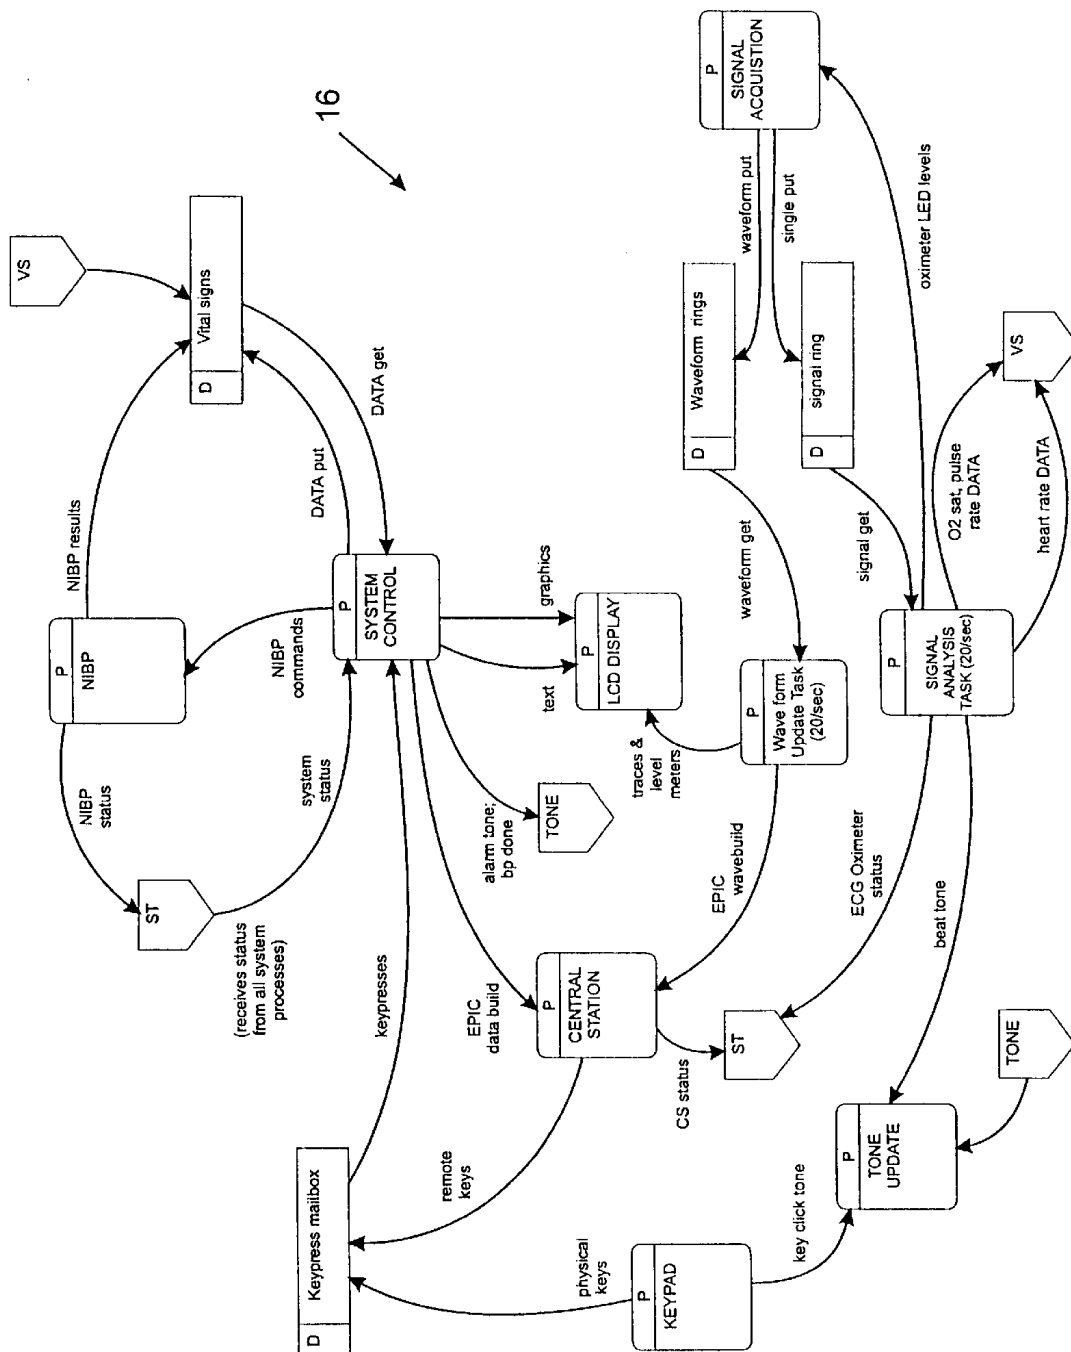 16
VS
D
Vital signs
NIBP results
DATA put
DATA get
P
NIBP
NIBP
commands
NIBP
status
system
status
ST
(receives status
from all system
processes)
P
SYSTEM
CONTROL
keypresses
D
Keypress mailbox
EPIC
data build
alarm tone;
bp done
TONE
text
graphics
P
LCD DISPLAY
traces &
level
meters
remote
keys
P
CENTRAL
STATION
EPIC
wavebuild
CS status
ST
physical
keys
P
KEYPAD
key click tone
P
TONE
UPDATE
TONE
beat tone
ECG Oximeter
status
P
Wave form
Update Task
(20/sec)
waveform get
D
Waveform rings
D
signal ring
waveform put
single put
P
SIGNAL
ACQUISTION
signal get
P
SIGNAL
ANALYSIS
TASK (20/sec)
oximeter LED levels
O2 sat, pulse
rate DATA
heart rate DATA
VS